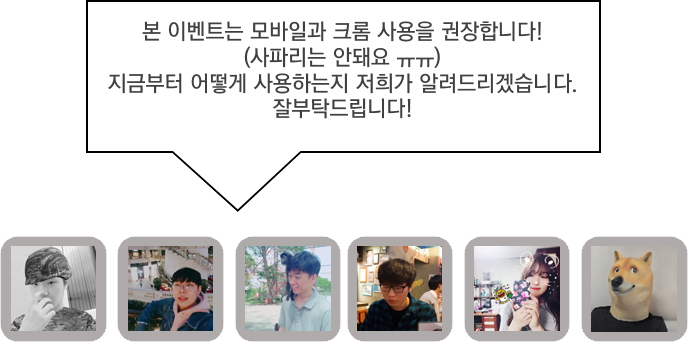 본 이벤트는 모바일과 크롬 사용을 권장합니다!
(사파리는 안돼요 ㅠㅠ)
지금부터 어떻게 사용하는지 저희가 알려드리겠습니다.
잘부탁드립니다!